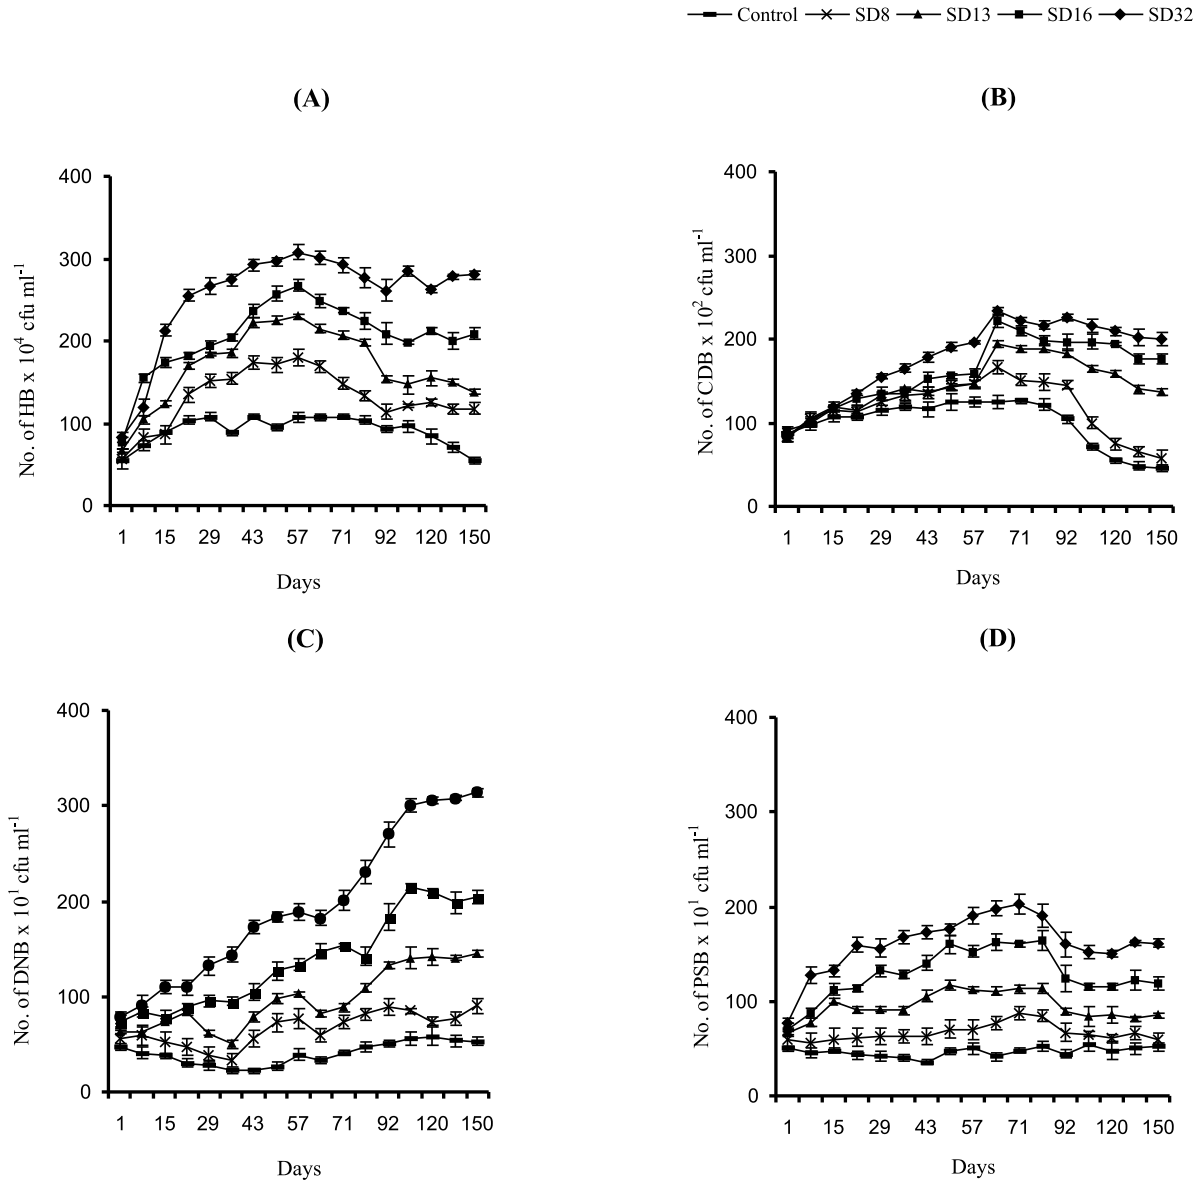 Control SD8 SD13 SD16 SD32
(A)
No. of HB x 10⁴ cfu ml⁻¹
400
300
200
100
0
1 15 29 43 57 71 92 120 150
Days
(B)
No. of CDB x 10² cfu ml⁻¹
400
300
200
100
0
1 15 29 43 57 71 92 120 150
Days
(C)
No. of DNB x 10¹ cfu ml⁻¹
400
300
200
100
0
1 15 29 43 57 71 92 120 150
Days
(D)
No. of PSB x 10¹ cfu ml⁻¹
400
300
200
100
0
1 15 29 43 57 71 92 120 150
Days